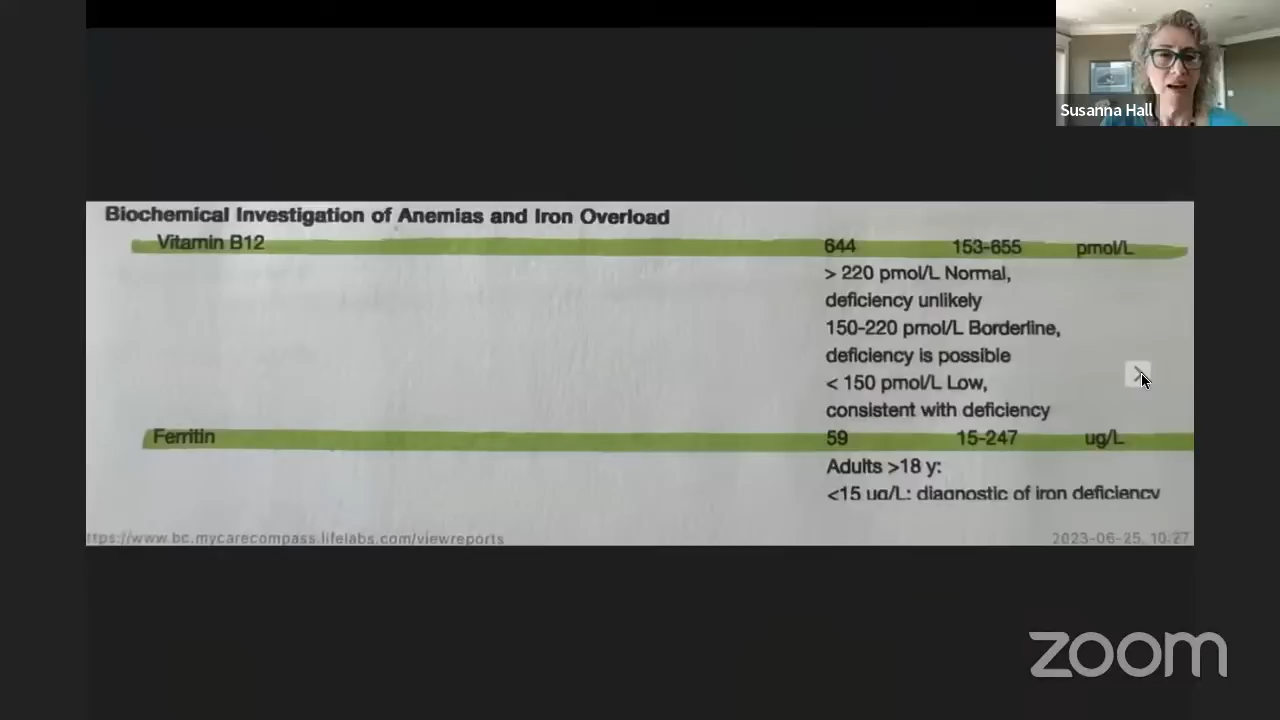 Susanna Hall
Biochemical Investigation of Anemias and Iron Overload
Vitamin B12 644 153-655 pmol/L
> 220 pmol/L Normal,
deficiency unlikely
150-220 pmol/L Borderline,
deficiency is possible
< 150 pmol/L Low,
consistent with deficiency
Ferritin 59 15-247 ug/L
Adults >18 y:
<15 ug/L: diagnostic of iron deficiency
ttps://www.bc.mycarecompass.lifelabs.com/viewreports 2023-06-25, 10:27
zoom